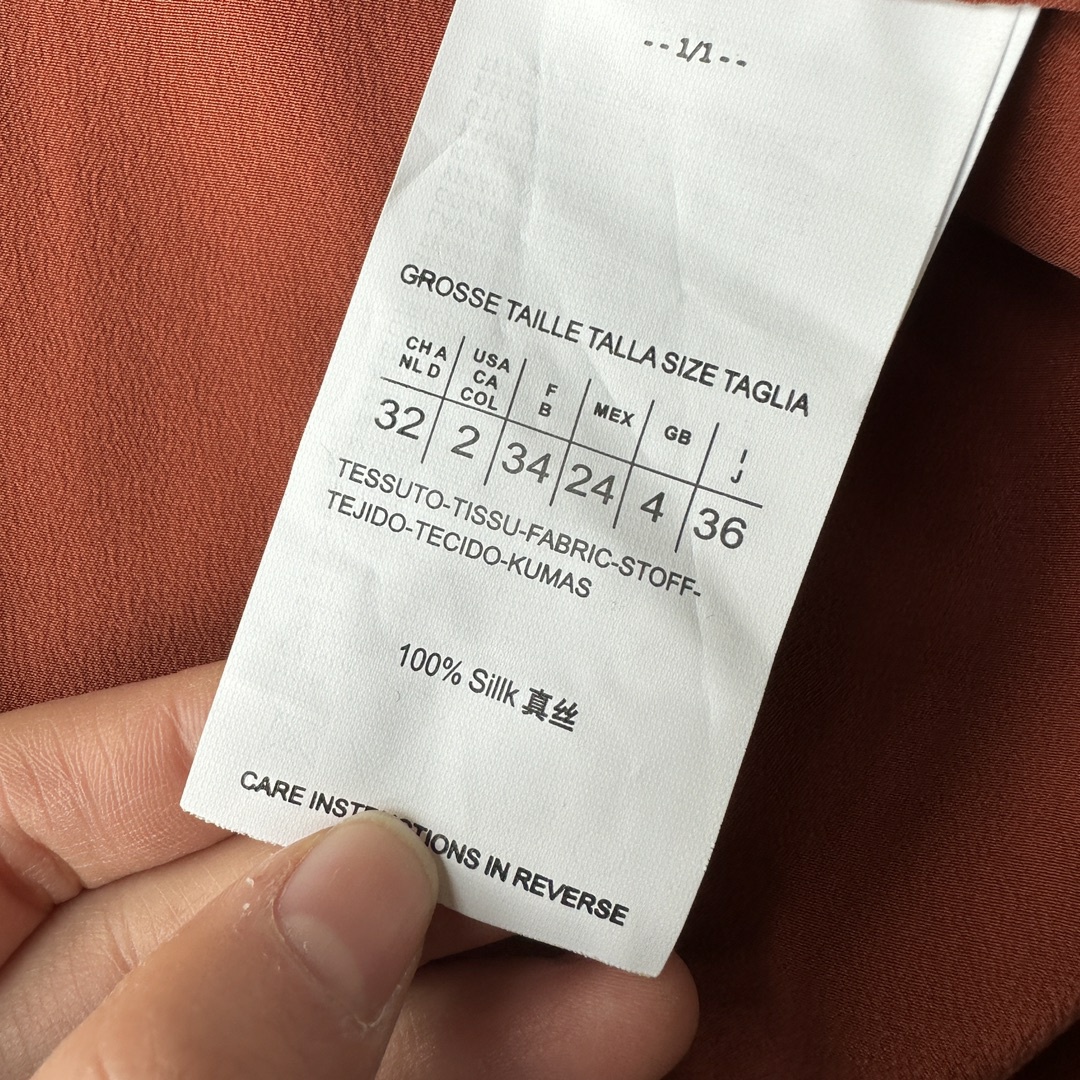 --1/1--
GROSSE TAILLE TALLA SIZE TAGLIA
CH A NL D USA CA COL F B MEX GB I J
32 2 34 24 4 36
TESSUTO-TISSU-FABRIC-STOFF-
TEJIDO-TECIDO-KUMAS
100% Sillk 真丝
CARE INSTRUCTIONS IN REVERSE